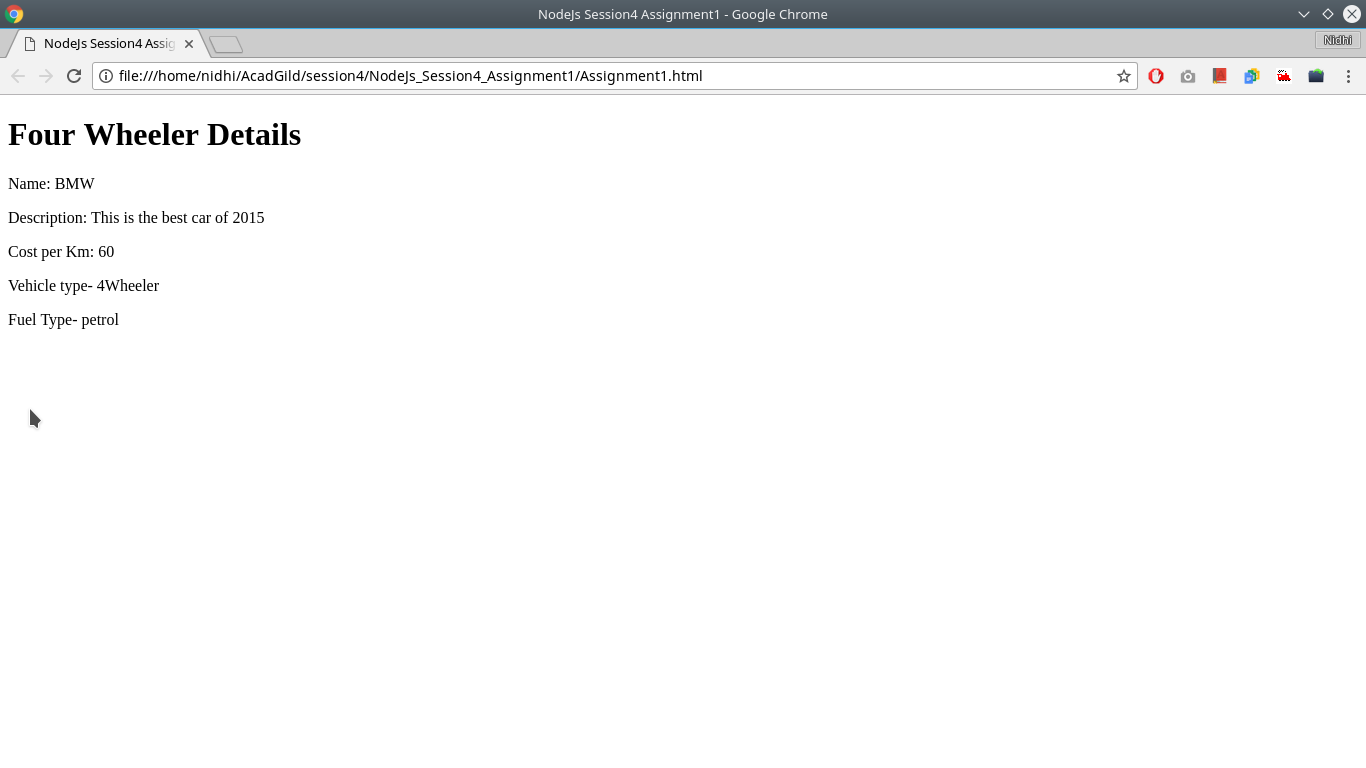 NodeJs Session4 Assignment1 - Google Chrome
NodeJs Session4 Assig
Nidhi
file:///home/nidhi/AcadGild/session4/NodeJs_Session4_Assignment1/Assignment1.html
Four Wheeler Details
Name: BMW
Description: This is the best car of 2015
Cost per Km: 60
Vehicle type- 4Wheeler
Fuel Type- petrol